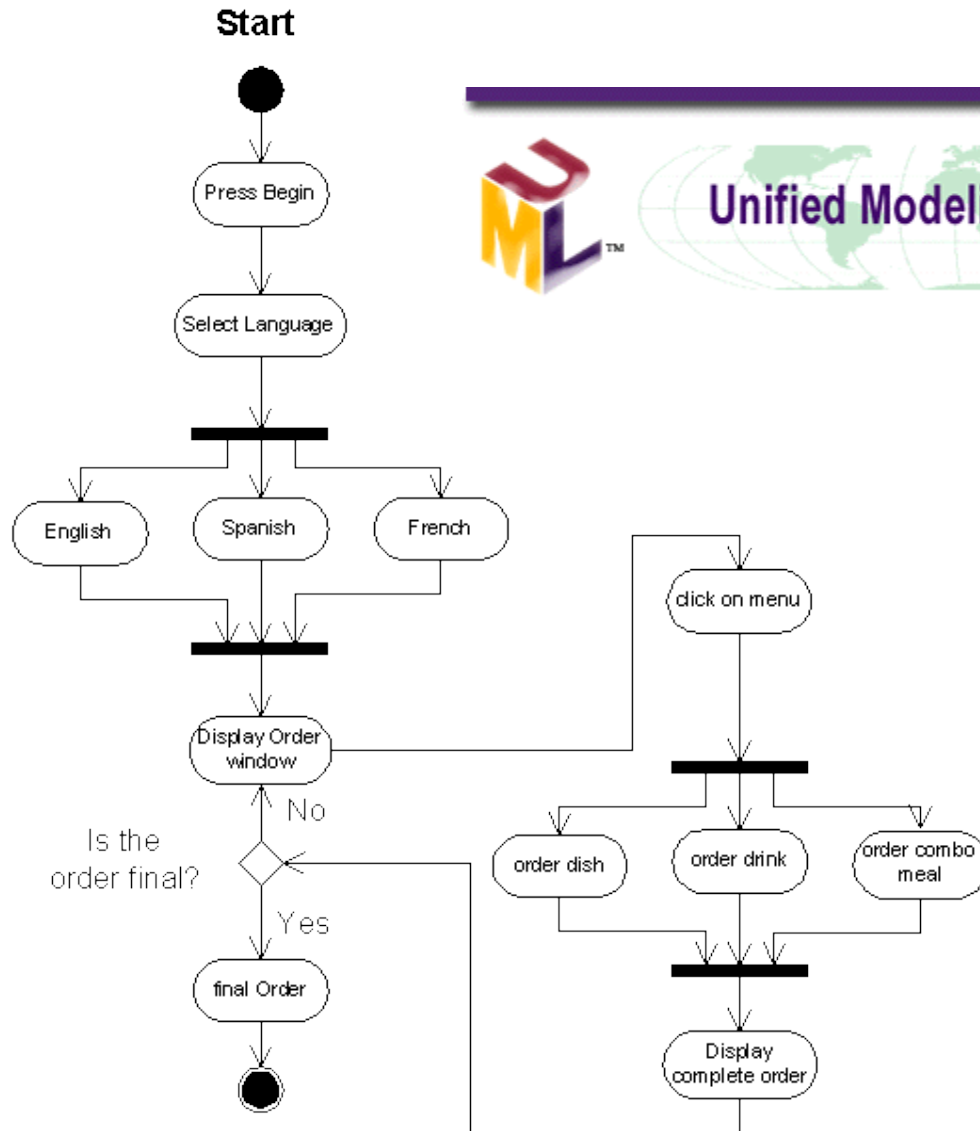 Start
Press Begin
UML
TM
Unified Model
Select Language
English
Spanish
French
click on menu
Display Order
window
No
Is the
order final?
Yes
order dish
order drink
order combo
meal
final Order
Display
complete order